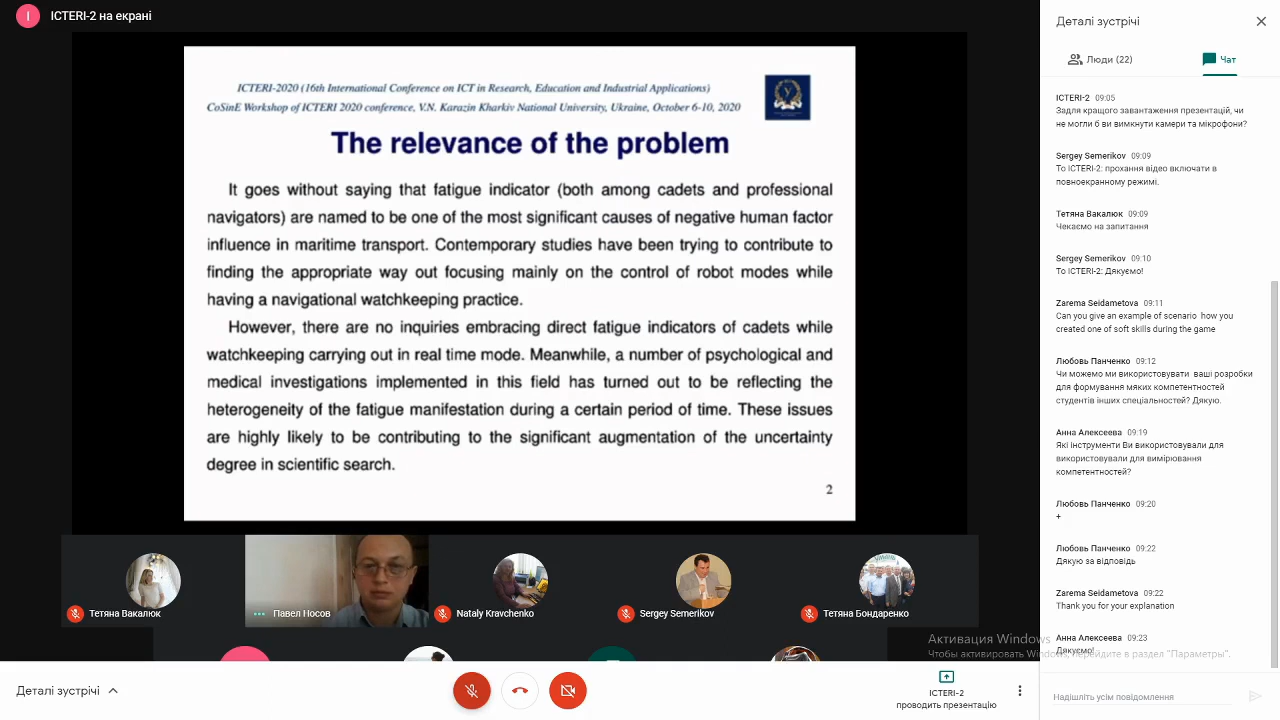 I
ICTERI-2 на екрані
ICTERI-2020 (16th International Conference on ICT in Research, Education and Industrial Applications)
CoSinE Workshop of ICTERI 2020 conference, V.N. Karazin Kharkiv National University, Ukraine, October 6-10, 2020
The relevance of the problem
It goes without saying that fatigue indicator (both among cadets and professional
navigators) are named to be one of the most significant causes of negative human factor
influence in maritime transport. Contemporary studies have been trying to contribute to
finding the appropriate way out focusing mainly on the control of robot modes while
having a navigational watchkeeping practice.
However, there are no inquiries embracing direct fatigue indicators of cadets while
watchkeeping carrying out in real time mode. Meanwhile, a number of psychological and
medical investigations implemented in this field has turned out to be reflecting the
heterogeneity of the fatigue manifestation during a certain period of time. These issues
are highly likely to be contributing to the significant augmentation of the uncertainty
degree in scientific search.
2
Тетяна Вакалюк
Павел Носов
Nataly Kravchenko
Sergey Semerikov
Тетяна Бондаренко
Деталі зустрічі
ICTERI-2
проводить презентацію
Деталі зустрічі
Люди (22)
Чат
ICTERI-2 09:05
Задля кращого завантаження презентацій, чи
не могли б ви вимкнути камери та мікрофони?
Sergey Semerikov 09:09
To ICTERI-2: прохання відео включати в
повноекранному режимі.
Тетяна Вакалюк 09:09
Чекаємо на запитання
Sergey Semerikov 09:10
To ICTERI-2: Дякуємо!
Zarema Seidametova 09:11
Can you give an example of scenario how you
created one of soft skills during the game
Любовь Панченко 09:12
Чи можемо ми використовувати ваші розробки
для формування мяких компетентностей
студентів інших спеціальностей? Дякую.
Анна Алексеева 09:19
Які інструменти Ви використовували для
використовували для вимірювання
компетентностей?
Любовь Панченко 09:20
+
Любовь Панченко 09:22
Дякую за відповідь
Zarema Seidametova 09:22
Thank you for your explanation
Анна Алексеева 09:23
Дякуємо!
Активация Windows
Чтобы активировать Windows, перейдите в раздел "Параметры".
Надішліть усім повідомлення